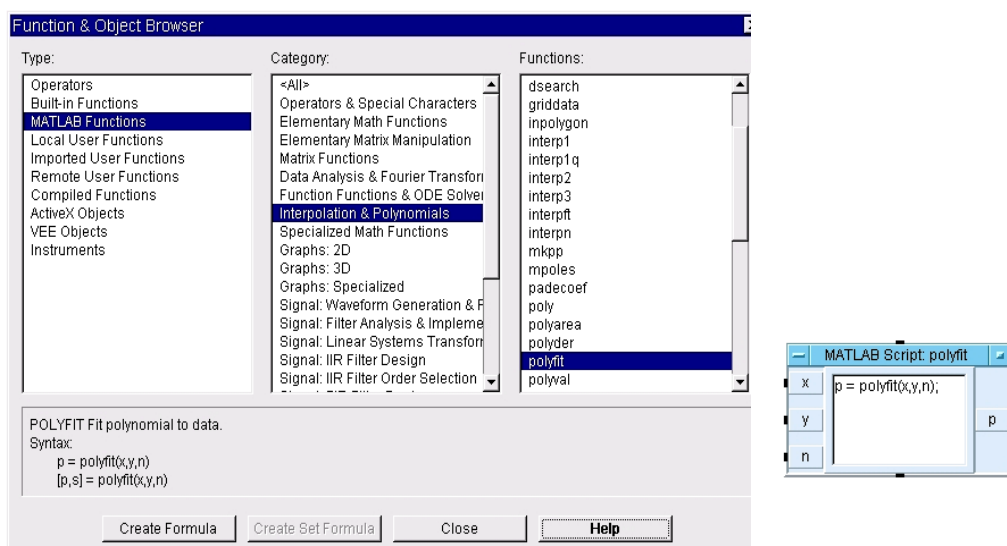 Function & Object Browser
Type:
Operators
Built-in Functions
MATLAB Functions
Local User Functions
Imported User Functions
Remote User Functions
Compiled Functions
ActiveX Objects
VEE Objects
Instruments
Category:
<All>
Operators & Special Characters
Elementary Math Functions
Elementary Matrix Manipulation
Matrix Functions
Data Analysis & Fourier Transforn
Function Functions & ODE Solver
Interpolation & Polynomials
Specialized Math Functions
Graphs: 2D
Graphs: 3D
Graphs: Specialized
Signal: Waveform Generation & F
Signal: Filter Analysis & Impleme
Signal: Linear Systems Transforn
Signal: IIR Filter Design
Signal: IIR Filter Order Selection
Functions:
dsearch
griddata
inpolygon
interp1
interp1q
interp2
interp3
interpft
interpn
mkpp
mpoles
padecoef
poly
polyarea
polyder
polyfit
polyval
POLYFIT Fit polynomial to data.
Syntax:
p = polyfit(x,y,n)
[p,s] = polyfit(x,y,n)
Create Formula
Create Set Formula
Close
Help
MATLAB Script: polyfit
x
p = polyfit(x,y,n);
y
p
n